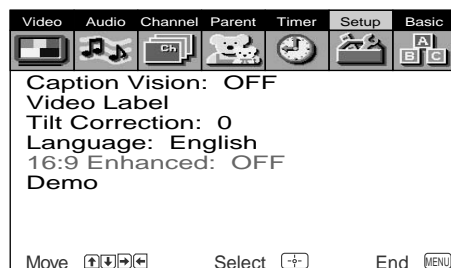 Video Audio Channel Parent Timer Setup Basic
Ch A B C
Caption Vision: OFF
Video Label
Tilt Correction: 0
Language: English
16:9 Enhanced: OFF
Demo
Move Select End MENU